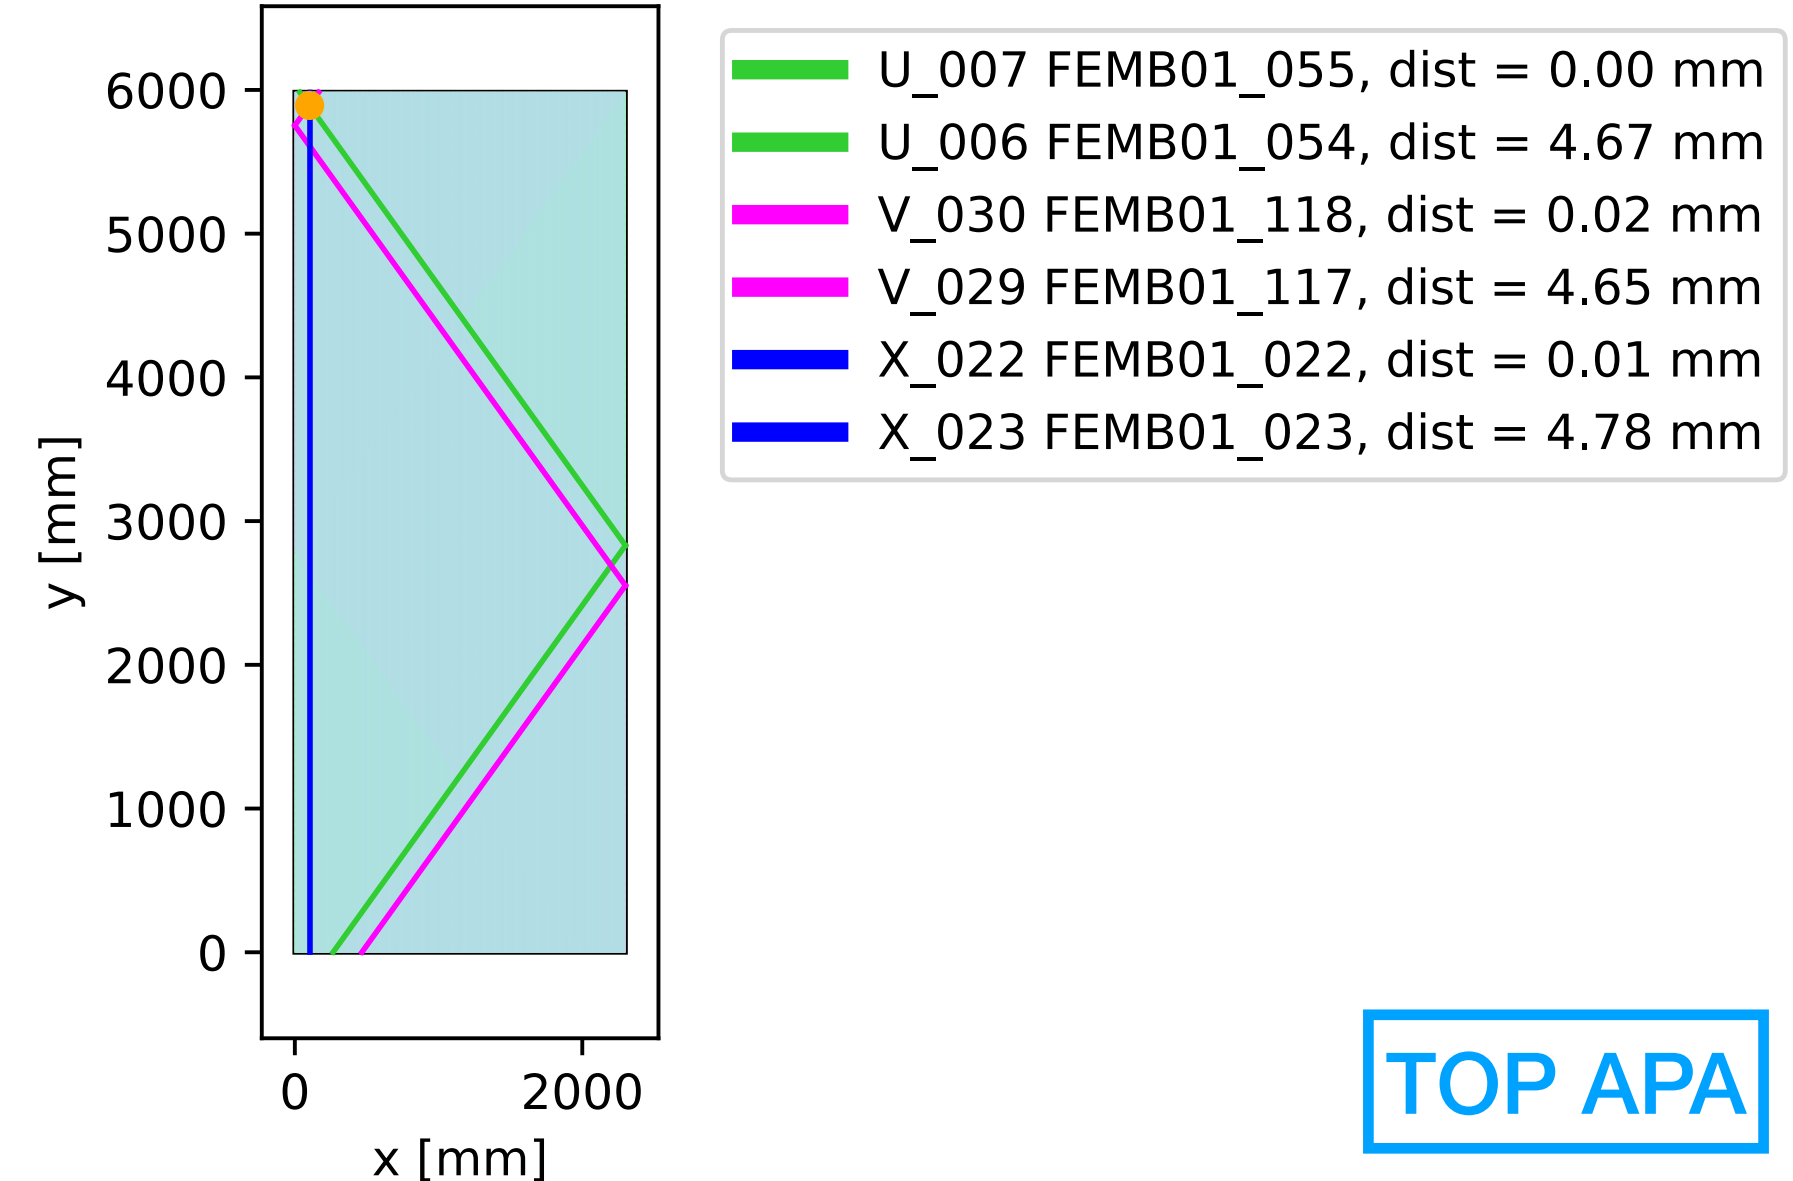 6000
5000
4000
3000
2000
1000
0
y [mm]
0 2000
x [mm]
U_007 FEMB01_055, dist = 0.00 mm
U_006 FEMB01_054, dist = 4.67 mm
V_030 FEMB01_118, dist = 0.02 mm
V_029 FEMB01_117, dist = 4.65 mm
X_022 FEMB01_022, dist = 0.01 mm
X_023 FEMB01_023, dist = 4.78 mm
TOP APA